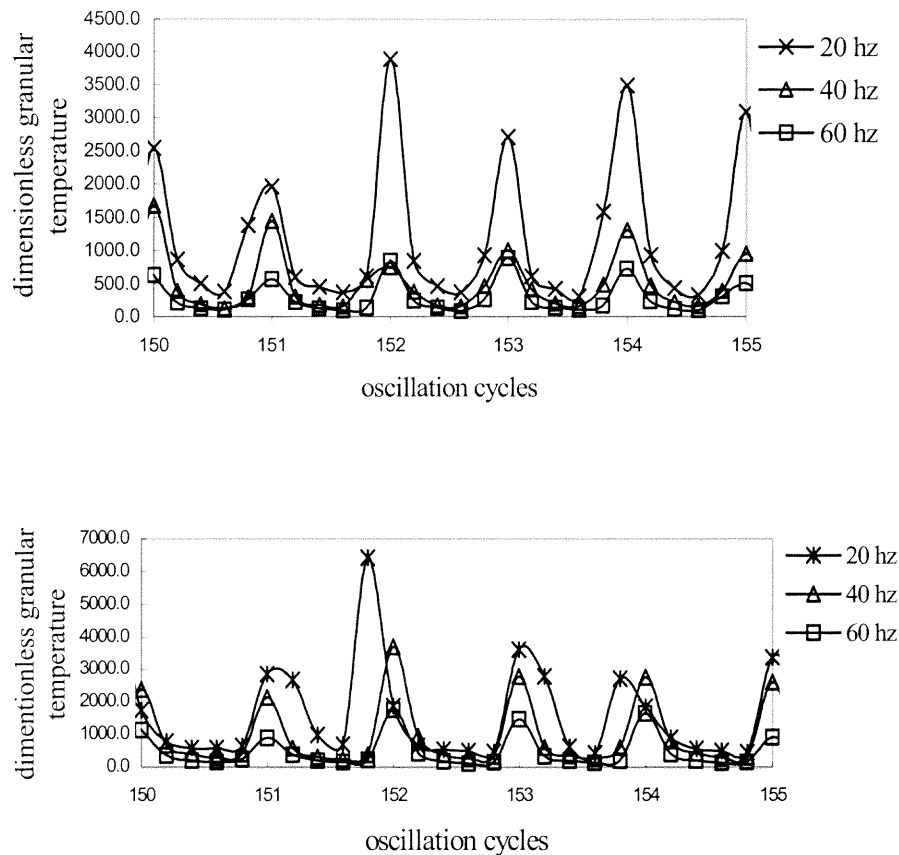 4500.0
4000.0
3500.0
3000.0
2500.0
2000.0
1500.0
1000.0
500.0
0.0
dimensionless granular
temperature
150 151 152 153 154 155
oscillation cycles
20 hz
40 hz
60 hz
7000.0
6000.0
5000.0
4000.0
3000.0
2000.0
1000.0
0.0
dimentionless granular
temperature
150 151 152 153 154 155
oscillation cycles
20 hz
40 hz
60 hz